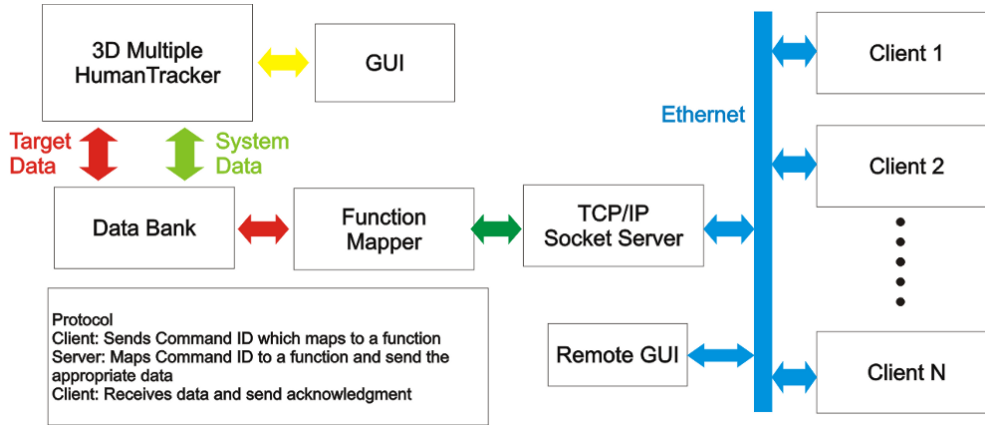 3D Multiple
HumanTracker
GUI
Client 1
Ethernet
Target
Data
System
Data
Client 2
Data Bank
Function
Mapper
TCP/IP
Socket Server
Protocol
Client: Sends Command ID which maps to a function
Server: Maps Command ID to a function and send the
appropriate data
Client: Receives data and send acknowledgment
Remote GUI
Client N